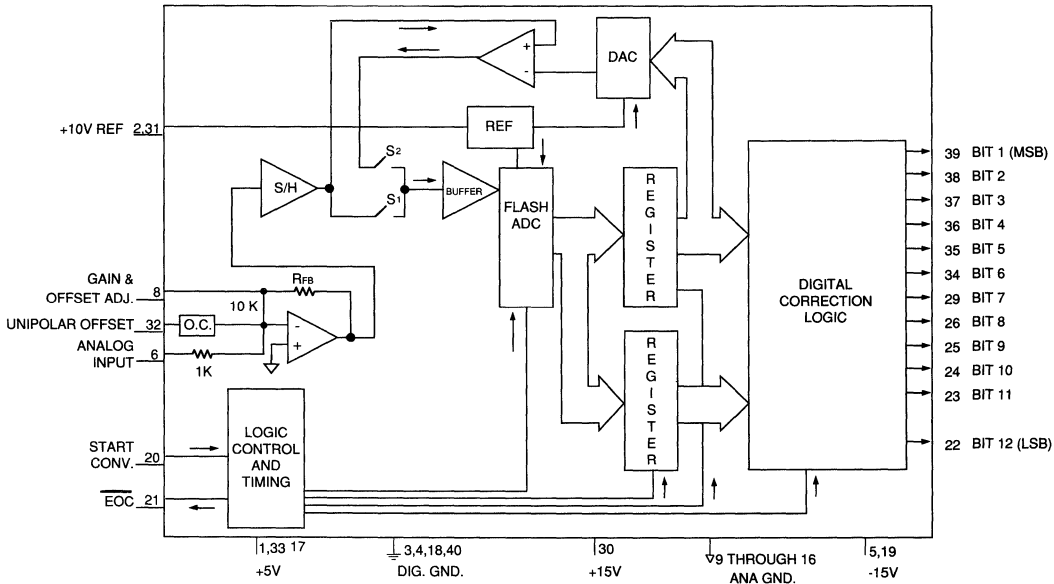 +
-
DAC
+10V REF 2,31
REF
S2
S/H
S1
BUFFER
FLASH
ADC
REGISTER
39 BIT 1 (MSB)
38 BIT 2
37 BIT 3
36 BIT 4
35 BIT 5
34 BIT 6
29 BIT 7
26 BIT 8
25 BIT 9
24 BIT 10
23 BIT 11
22 BIT 12 (LSB)
DIGITAL
CORRECTION
LOGIC
GAIN &
OFFSET ADJ. 8
RFB
10 K
UNIPOLAR OFFSET 32
O.C.
-
+
ANALOG
INPUT 6
1K
REGISTER
LOGIC
CONTROL
AND
TIMING
START
CONV. 20
EOC 21
1,33 17
+5V
3,4,18,40
DIG. GND.
30
+15V
9 THROUGH 16
ANA GND.
5,19
-15V